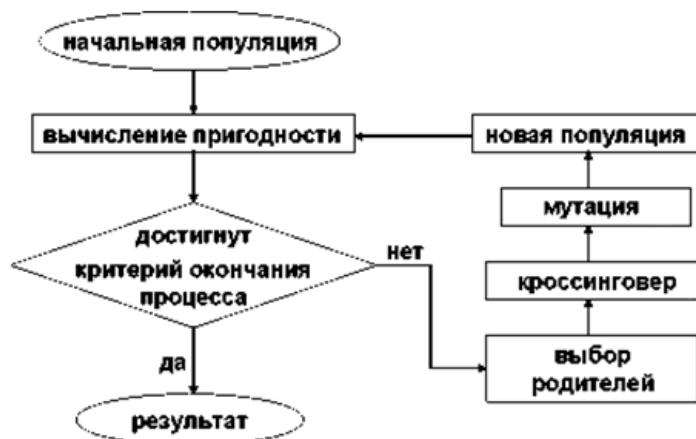 начальная популяция
вычисление пригодности
новая популяция
мутация
достигнут
критерий окончания
процесса
нет
кроссинговер
выбор
родителей
да
результат